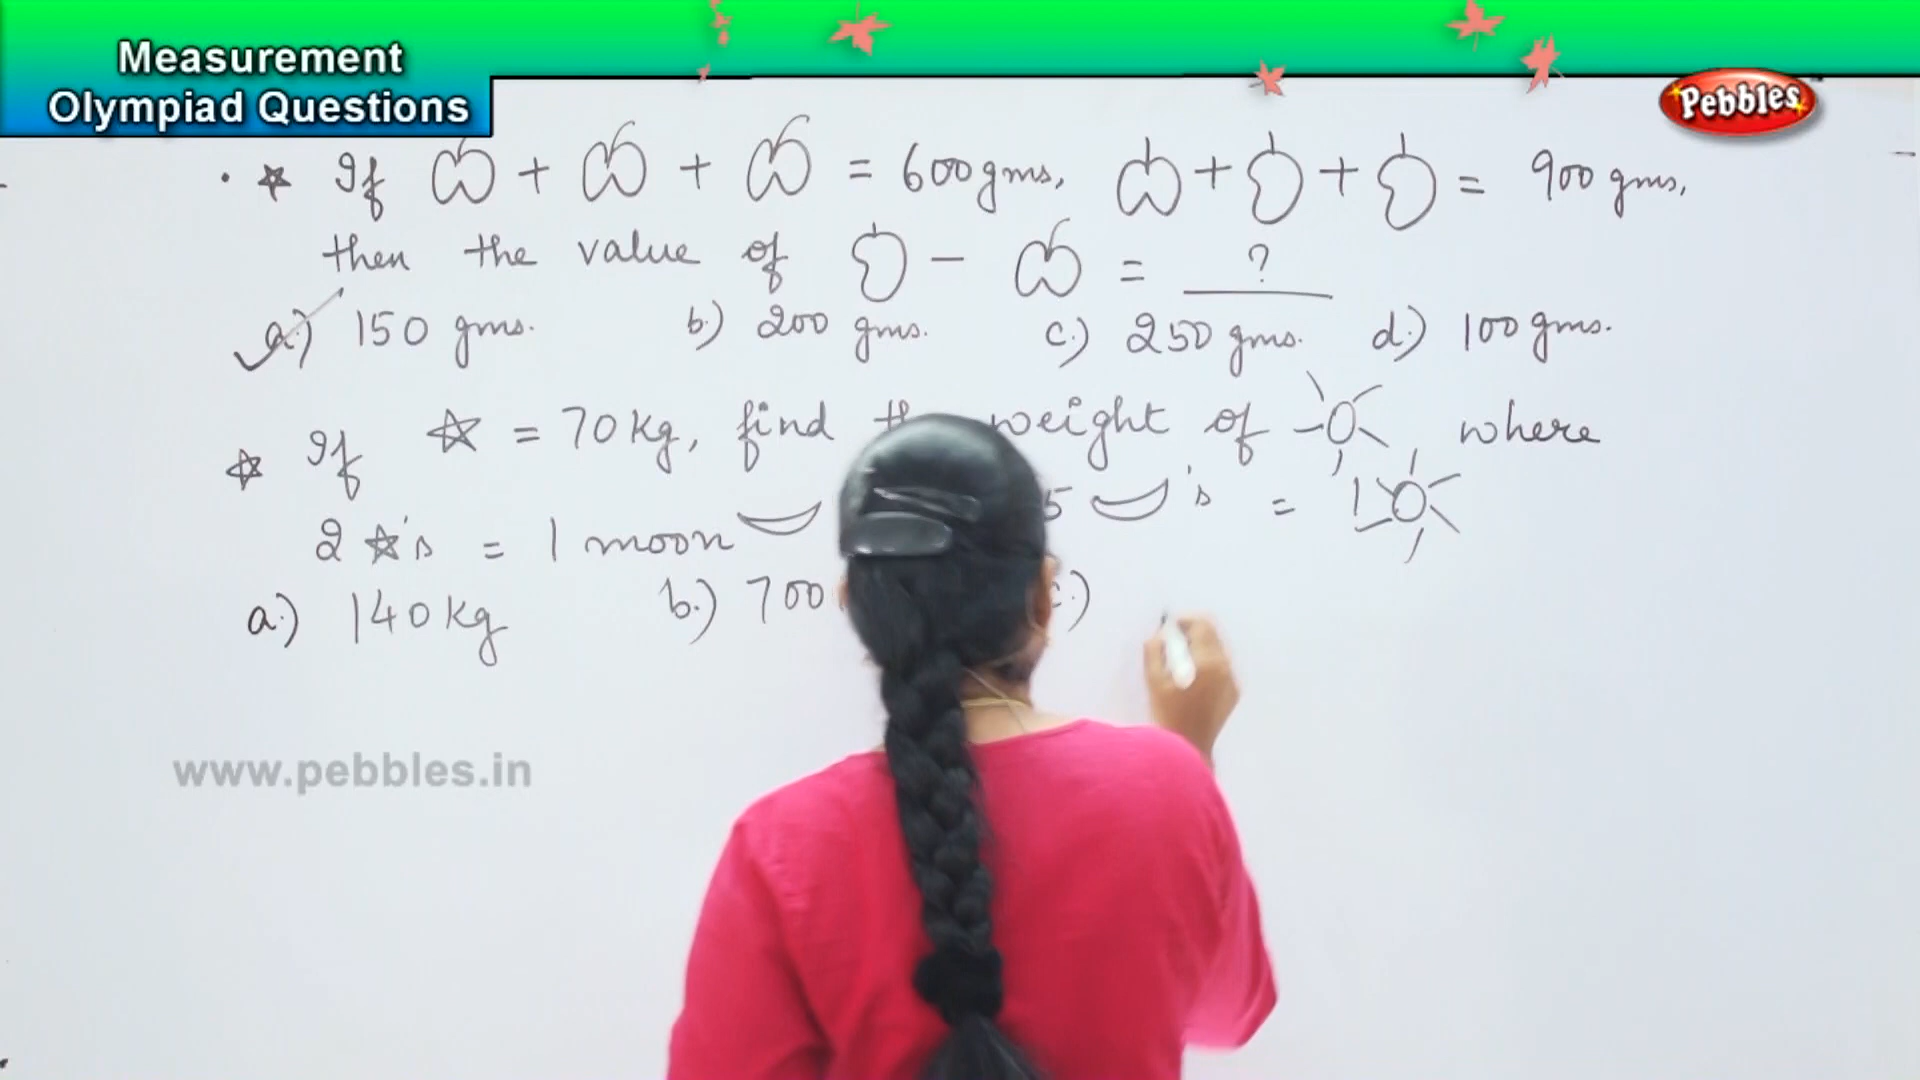 Measurement
Olympiad Questions
Pebbles
If + + = 600 gms, + + = 900 gms,
then the value of - = ?
a.) 150 gms. b.) 200 gms. c.) 250 gms. d.) 100 gms.
If ☆ = 70 kg, find weight of where
2 ☆'s = 1 moon 5 's = 1
a.) 140 kg b.) 700 c.)
www.pebbles.in